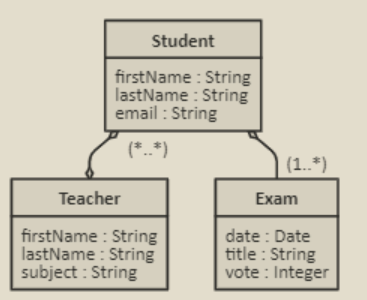 Student
firstName : String
lastName : String
email : String
(*..*)
(1..*)
Teacher
firstName : String
lastName : String
subject : String
Exam
date : Date
title : String
vote : Integer